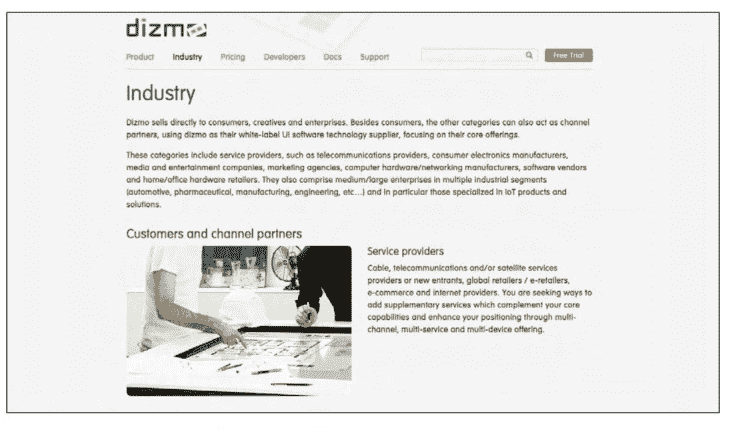 dizmo
Product Industry Pricing Developers Docs Support Free Trial
Industry
Dizmo sells directly to consumers, creatives and enterprises. Besides consumers, the other categories can also act as channel
partners, using dizmo as their white-label UI software technology supplier, focusing on their core offerings.
These categories include service providers, such as telecommunications providers, consumer electronics manufacturers,
media and entertainment companies, marketing agencies, computer hardware/networking manufacturers, software vendors
and home/office hardware retailers. They also comprise medium/large enterprises in multiple industrial segments
(automotive, pharmaceutical, manufacturing, engineering, etc...) and in particular those specialized in IoT products and
solutions.
Customers and channel partners
Service providers
Cable, telecommunications and/or satellite services
providers or new entrants, global retailers / e-retailers,
e-commerce and internet providers. You are seeking ways to
add supplementary services which complement your core
capabilities and enhance your positioning through multi-
channel, multi-service and multi-device offering.